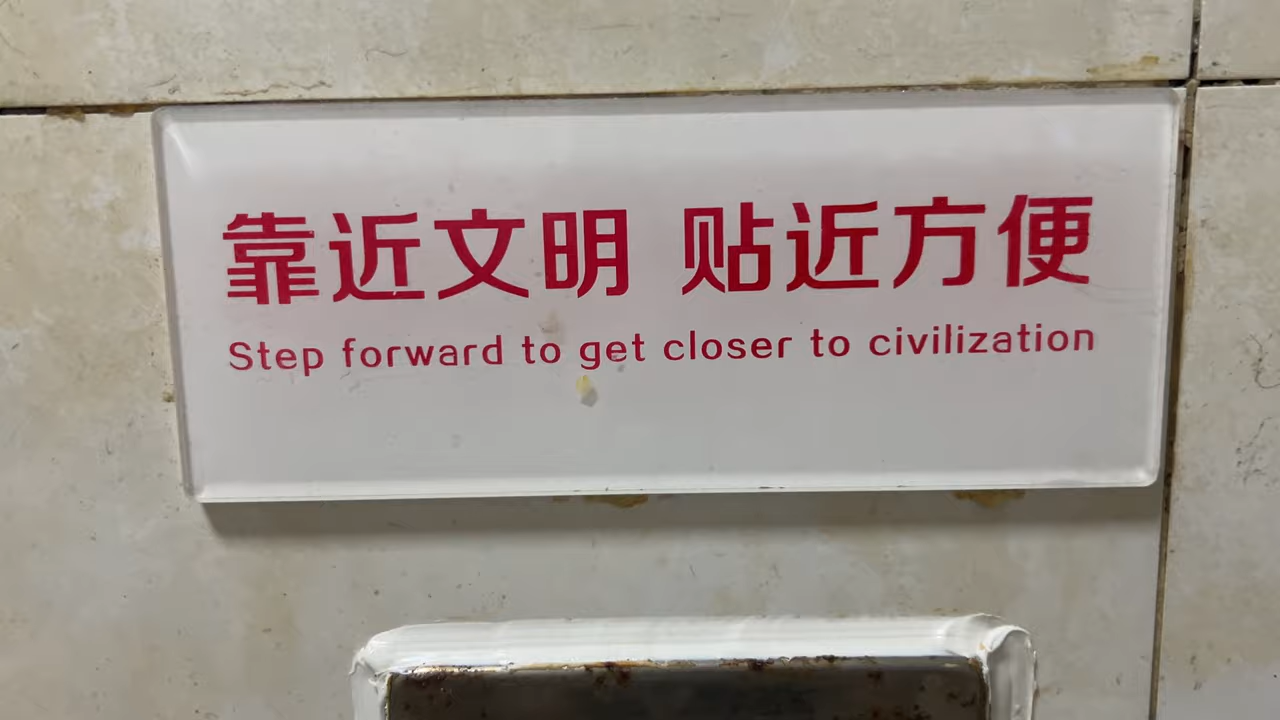 靠近文明 贴近方便
Step forward to get closer to civilization